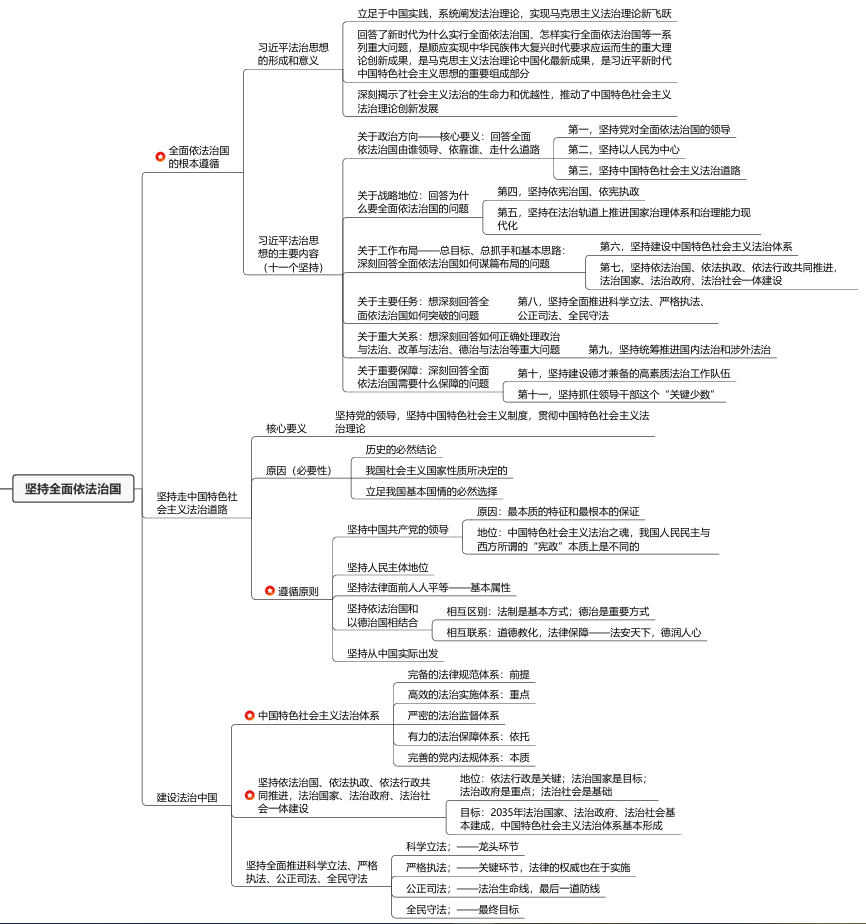 坚持全面依法治国
全面依法治国
的根本遵循
习近平法治思想
的形成和意义
立足于中国实践，系统阐发法治理论，实现马克思主义法治理论新飞跃
回答了新时代为什么实行全面依法治国、怎样实行全面依法治国等一系
列重大问题，是顺应实现中华民族伟大复兴时代要求应运而生的重大理
论创新成果，是马克思主义法治理论中国化最新成果，是习近平新时代
中国特色社会主义思想的重要组成部分
深刻揭示了社会主义法治的生命力和优越性，推动了中国特色社会主义
法治理论创新发展
习近平法治思
想的主要内容
（十一个坚持）
关于政治方向——核心要义：回答全面
依法治国由谁领导、依靠谁、走什么道路
第一，坚持党对全面依法治国的领导
第二，坚持以人民为中心
第三，坚持中国特色社会主义法治道路
关于战略地位：回答为什
么要全面依法治国的问题
第四，坚持依宪治国、依宪执政
第五，坚持在法治轨道上推进国家治理体系和治理能力现
代化
关于工作布局——总目标、总抓手和基本思路：
深刻回答全面依法治国如何谋篇布局的问题
第六，坚持建设中国特色社会主义法治体系
第七，坚持依法治国、依法执政、依法行政共同推进，
法治国家、法治政府、法治社会一体建设
关于主要任务：想深刻回答全
面依法治国如何突破的问题
第八，坚持全面推进科学立法、严格执法、
公正司法、全民守法
关于重大关系：想深刻回答如何正确处理政治
与法治、改革与法治、德治与法治等重大问题
第九，坚持统筹推进国内法治和涉外法治
关于重要保障：深刻回答全面
依法治国需要什么保障的问题
第十，坚持建设德才兼备的高素质法治工作队伍
第十一，坚持抓住领导干部这个“关键少数”
坚持走中国特色社
会主义法治道路
核心要义
坚持党的领导，坚持中国特色社会主义制度，贯彻中国特色社会主义法
治理论
原因（必要性）
历史的必然结论
我国社会主义国家性质所决定的
立足我国基本国情的必然选择
遵循原则
坚持中国共产党的领导
原因：最本质的特征和最根本的保证
地位：中国特色社会主义法治之魂，我国人民民主与
西方所谓的“宪政”本质上是不同的
坚持人民主体地位
坚持法律面前人人平等——基本属性
坚持依法治国和
以德治国相结合
相互区别：法制是基本方式；德治是重要方式
相互联系：道德教化，法律保障——法安天下，德润人心
坚持从中国实际出发
建设法治中国
中国特色社会主义法治体系
完备的法律规范体系：前提
高效的法治实施体系：重点
严密的法治监督体系
有力的法治保障体系：依托
完善的党内法规体系：本质
坚持依法治国、依法执政、依法行政共
同推进，法治国家、法治政府、法治社
会一体建设
地位：依法行政是关键；法治国家是目标；
法治政府是重点；法治社会是基础
目标：2035年法治国家、法治政府、法治社会基
本建成，中国特色社会主义法治体系基本形成
坚持全面推进科学立法、严格
执法、公正司法、全民守法
科学立法；——龙头环节
严格执法；——关键环节，法律的权威也在于实施
公正司法；——法治生命线，最后一道防线
全民守法；——最终目标